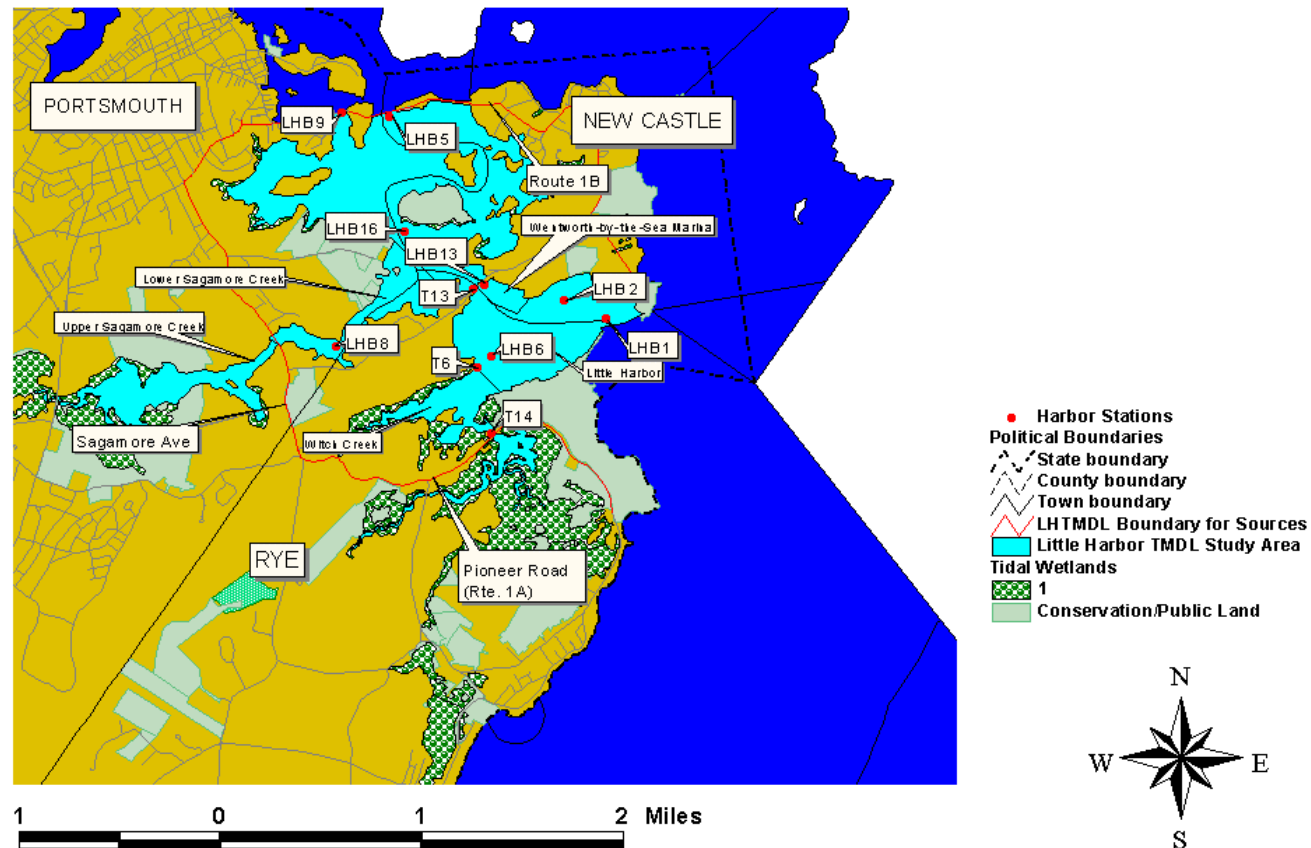 PORTSMOUTH
NEW CASTLE
LHB9
LHB5
Route 1B
LHB16
Wentworth-by-the-Sea Marina
LHB13
Lower Sagamore Creek
T13
LHB2
Upper Sagamore Creek
LHB8
LHB6
LHB1
T6
Little Harbor
T14
Sagamore Ave
Witch Creek
RYE
Pioneer Road
(Rte. 1A)
Harbor Stations
Political Boundaries
State boundary
County boundary
Town boundary
LHTMDL Boundary for Sources
Little Harbor TMDL Study Area
Tidal Wetlands
1
Conservation/Public Land
N
W E
S
1 0 1 2 Miles